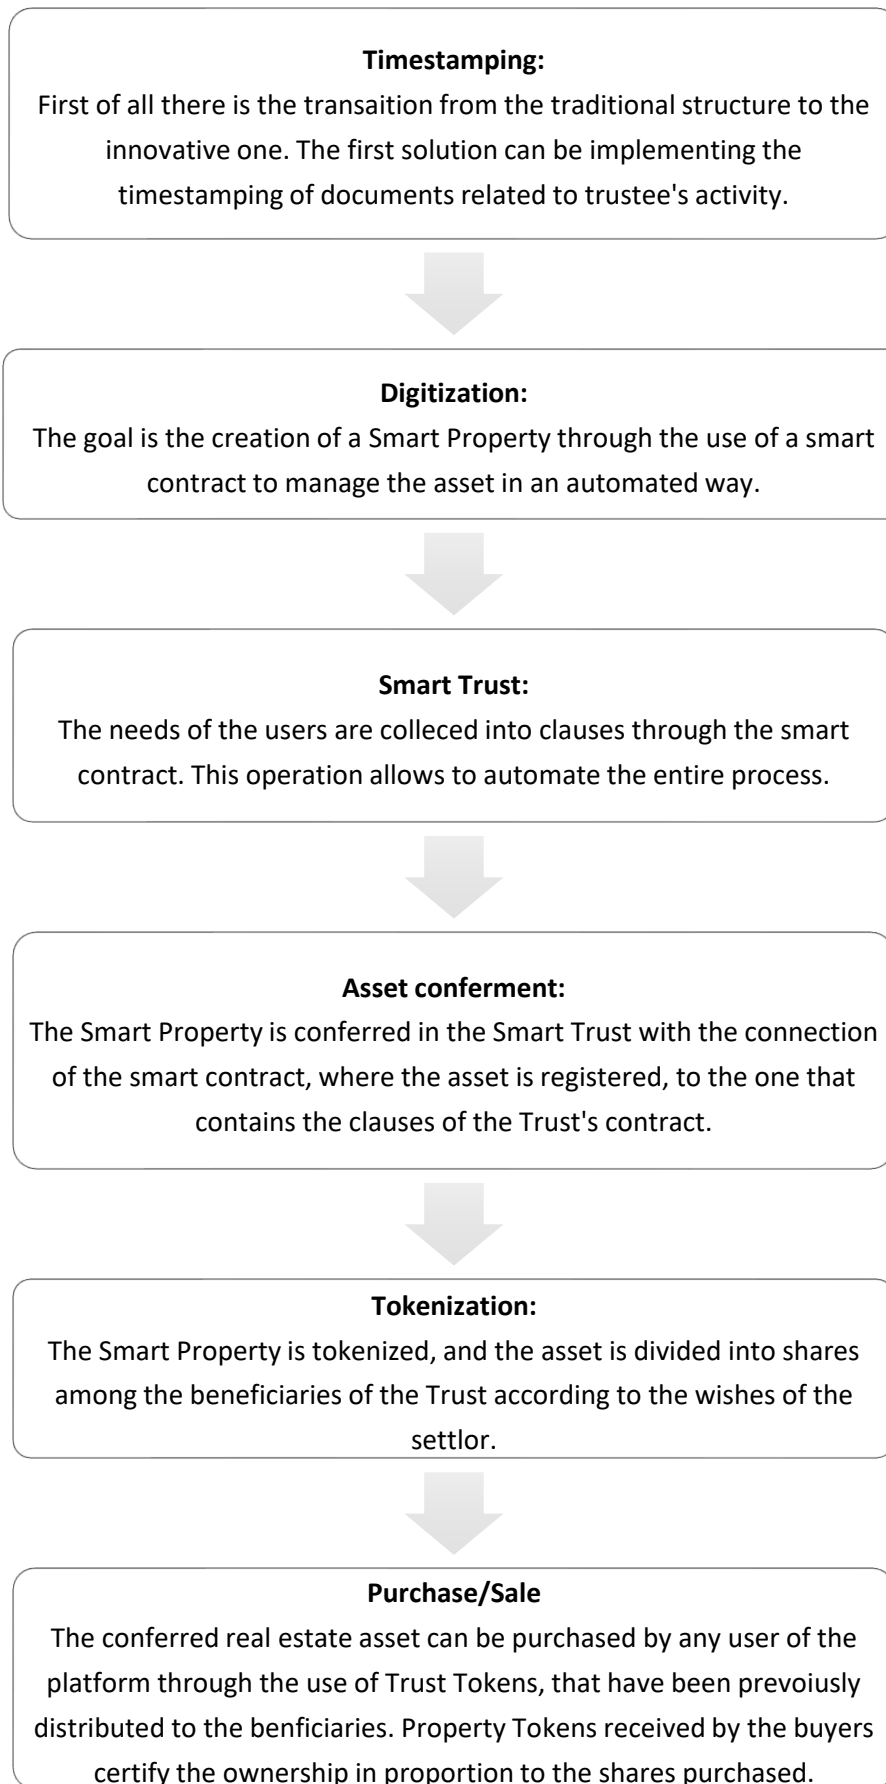 Timestamping:
First of all there is the transaition from the traditional structure to the
innovative one. The first solution can be implementing the
timestamping of documents related to trustee's activity.
Digitization:
The goal is the creation of a Smart Property through the use of a smart
contract to manage the asset in an automated way.
Smart Trust:
The needs of the users are colleced into clauses through the smart
contract. This operation allows to automate the entire process.
Asset conferment:
The Smart Property is conferred in the Smart Trust with the connection
of the smart contract, where the asset is registered, to the one that
contains the clauses of the Trust's contract.
Tokenization:
The Smart Property is tokenized, and the asset is divided into shares
among the beneficiaries of the Trust according to the wishes of the
settlor.
Purchase/Sale
The conferred real estate asset can be purchased by any user of the
platform through the use of Trust Tokens, that have been prevoiusly
distributed to the benficiaries. Property Tokens received by the buyers
certify the ownership in proportion to the shares purchased.